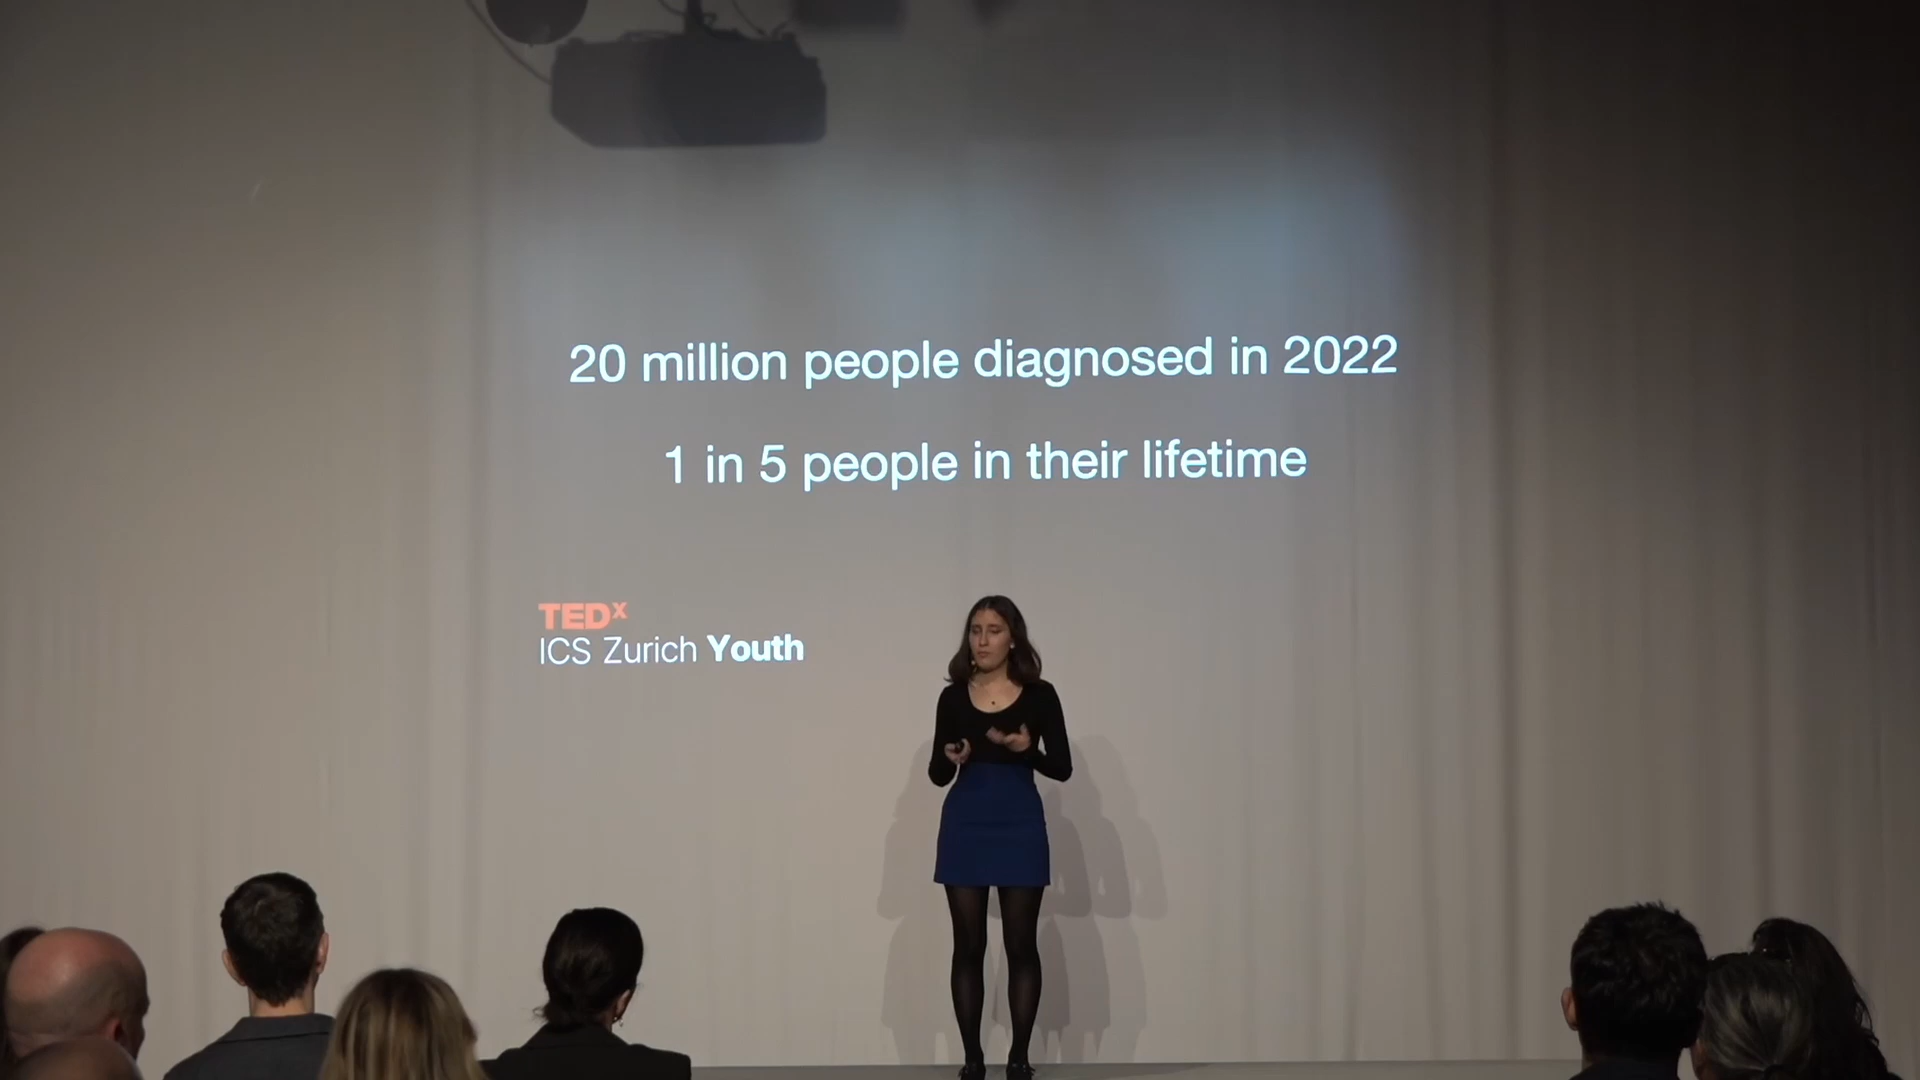 20 million people diagnosed in 2022
1 in 5 people in their lifetime
TEDx
ICS Zurich Youth